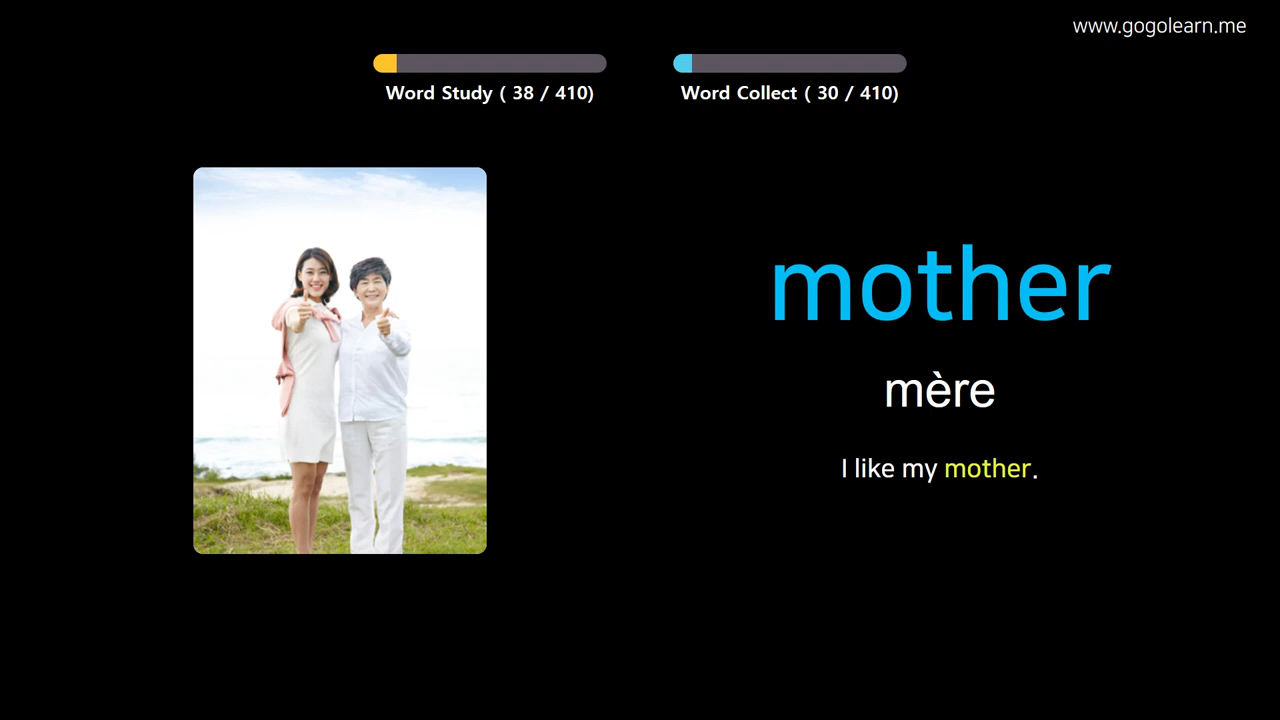 www.gogolearn.me
Word Study ( 38 / 410)
Word Collect ( 30 / 410)
mother
mère
I like my mother.